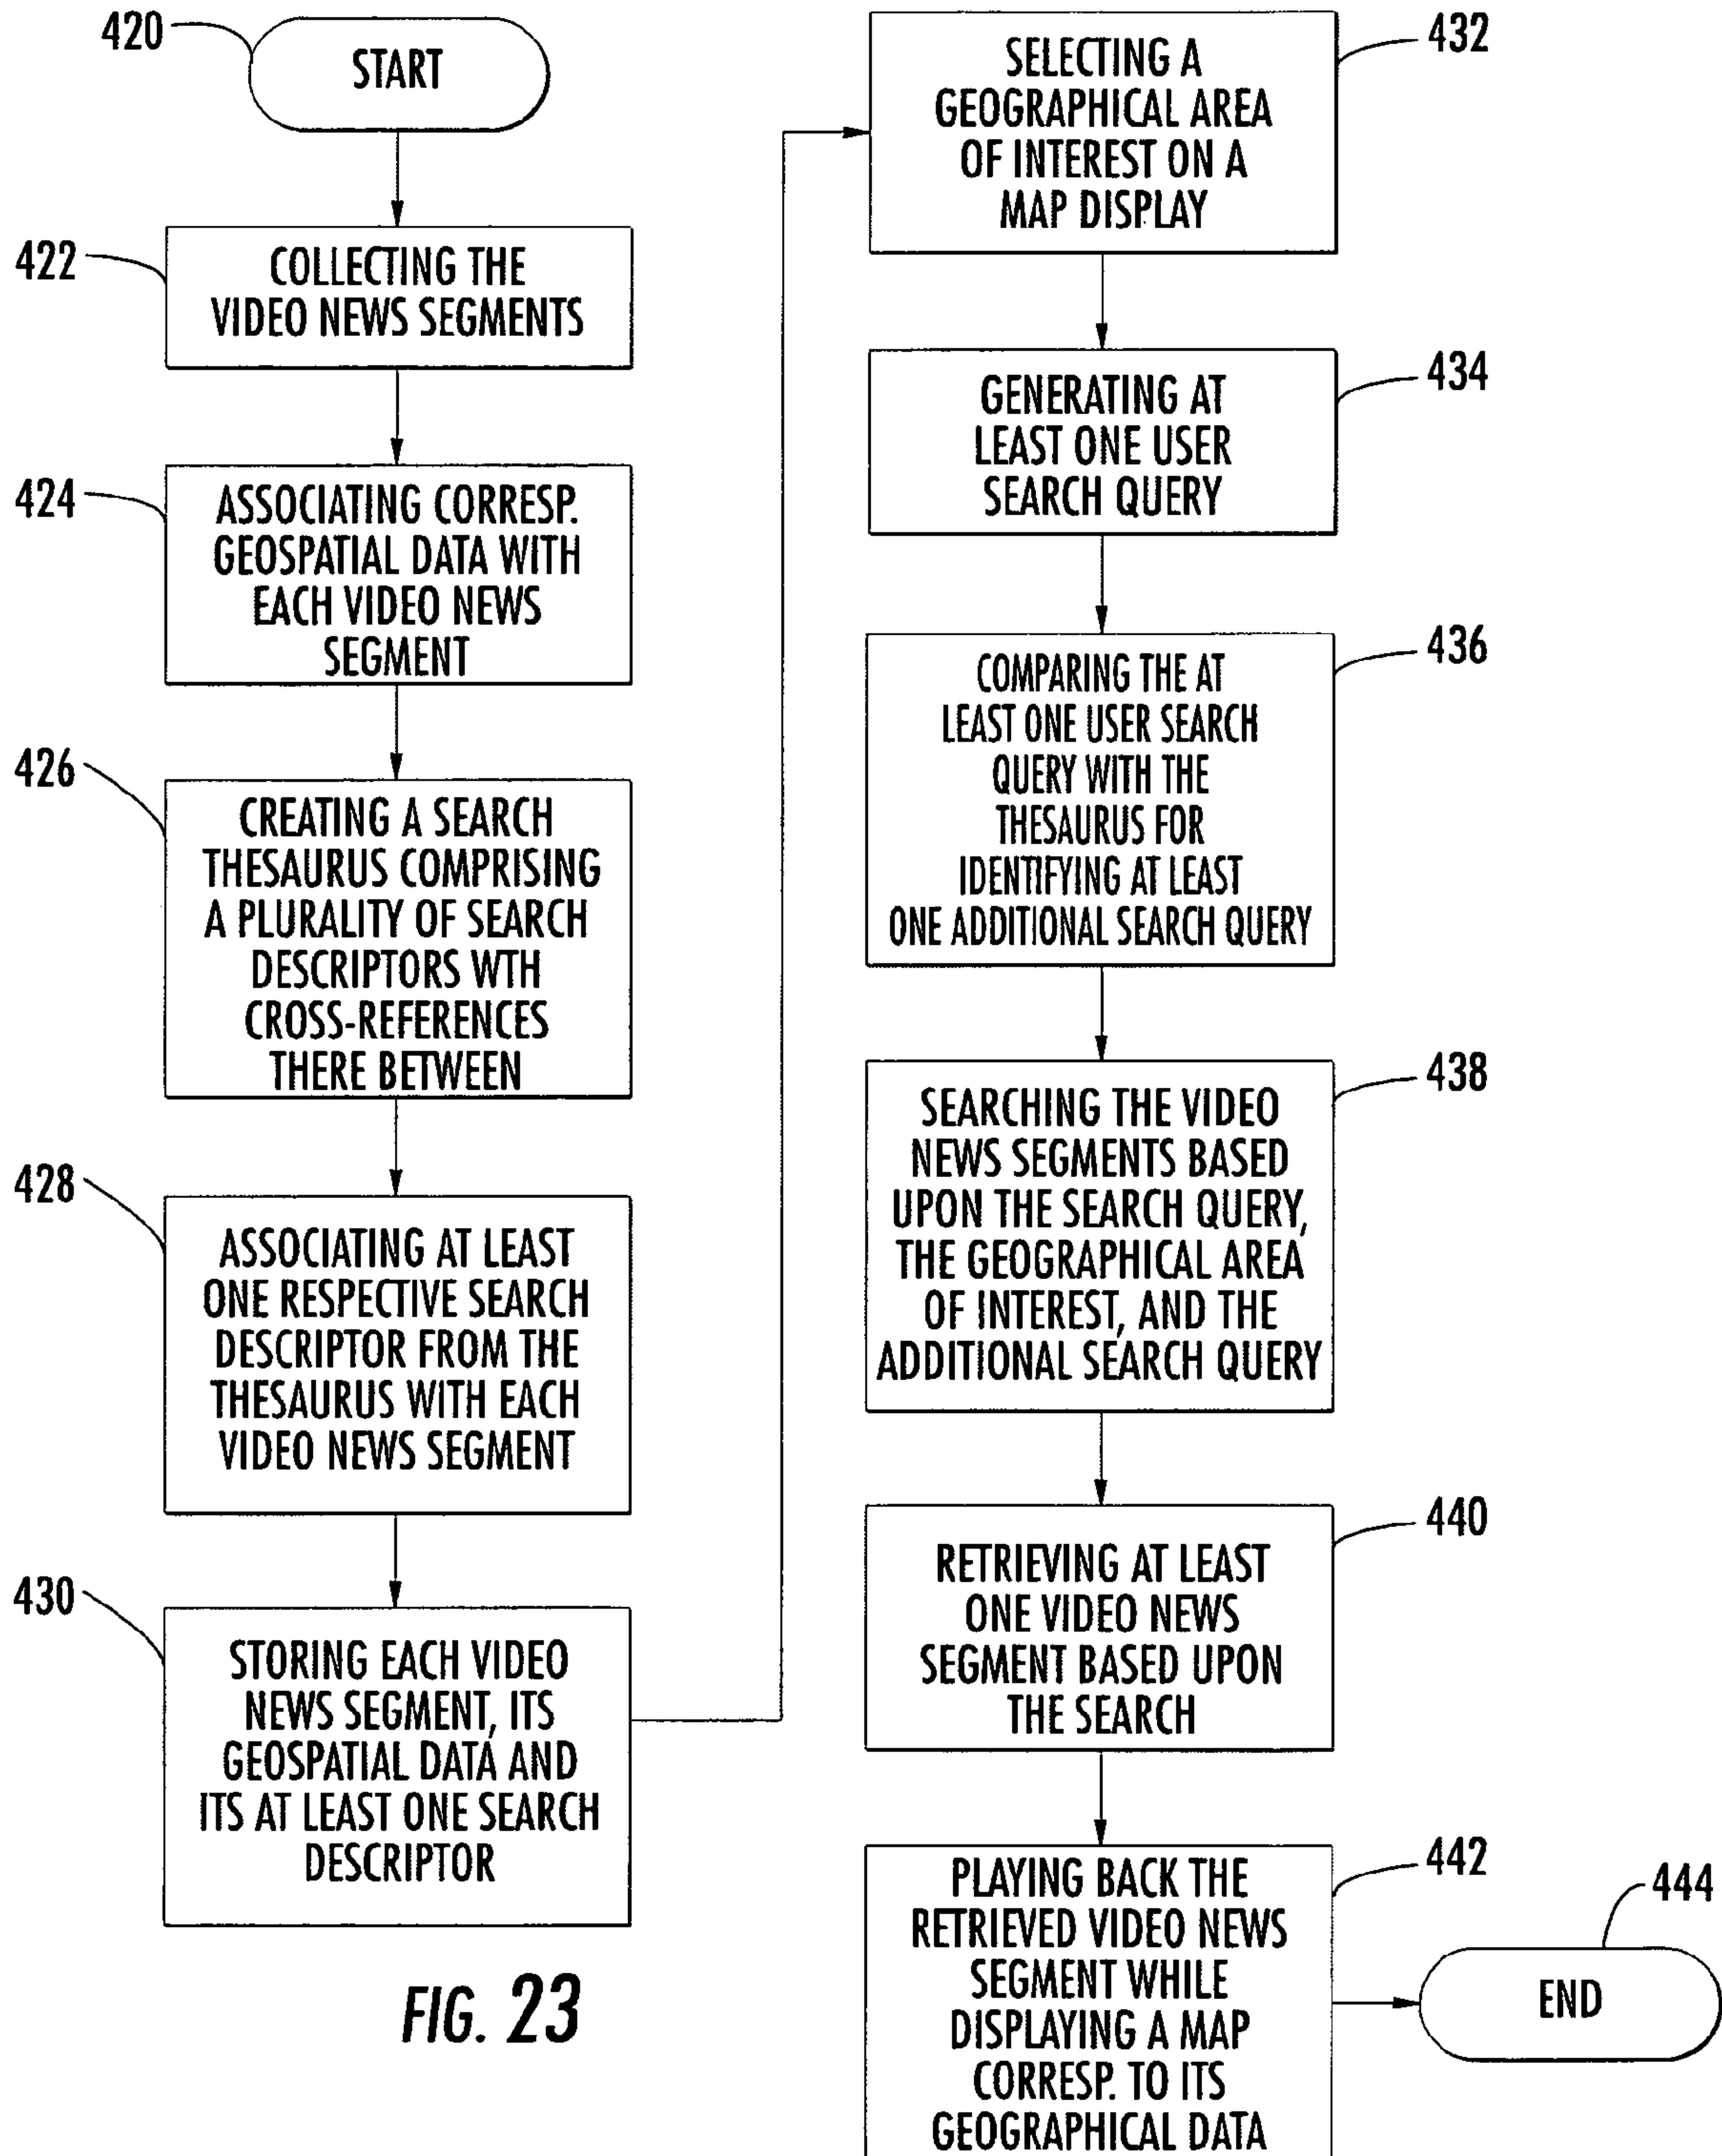 420
START
422
COLLECTING THE
VIDEO NEWS SEGMENTS
424
ASSOCIATING CORRESP.
GEOSPATIAL DATA WITH
EACH VIDEO NEWS
SEGMENT
426
CREATING A SEARCH
THESAURUS COMPRISING
A PLURALITY OF SEARCH
DESCRIPTORS WTH
CROSS-REFERENCES
THERE BETWEEN
428
ASSOCIATING AT LEAST
ONE RESPECTIVE SEARCH
DESCRIPTOR FROM THE
THESAURUS WITH EACH
VIDEO NEWS SEGMENT
430
STORING EACH VIDEO
NEWS SEGMENT, ITS
GEOSPATIAL DATA AND
ITS AT LEAST ONE SEARCH
DESCRIPTOR
432
SELECTING A
GEOGRAPHICAL AREA
OF INTEREST ON A
MAP DISPLAY
434
GENERATING AT
LEAST ONE USER
SEARCH QUERY
436
COMPARING THE AT
LEAST ONE USER SEARCH
QUERY WITH THE
THESAURUS FOR
IDENTIFYING AT LEAST
ONE ADDITIONAL SEARCH QUERY
438
SEARCHING THE VIDEO
NEWS SEGMENTS BASED
UPON THE SEARCH QUERY,
THE GEOGRAPHICAL AREA
OF INTEREST, AND THE
ADDITIONAL SEARCH QUERY
440
RETRIEVING AT LEAST
ONE VIDEO NEWS
SEGMENT BASED UPON
THE SEARCH
442
PLAYING BACK THE
RETRIEVED VIDEO NEWS
SEGMENT WHILE
DISPLAYING A MAP
CORRESP. TO ITS
GEOGRAPHICAL DATA
444
END
FIG. 23